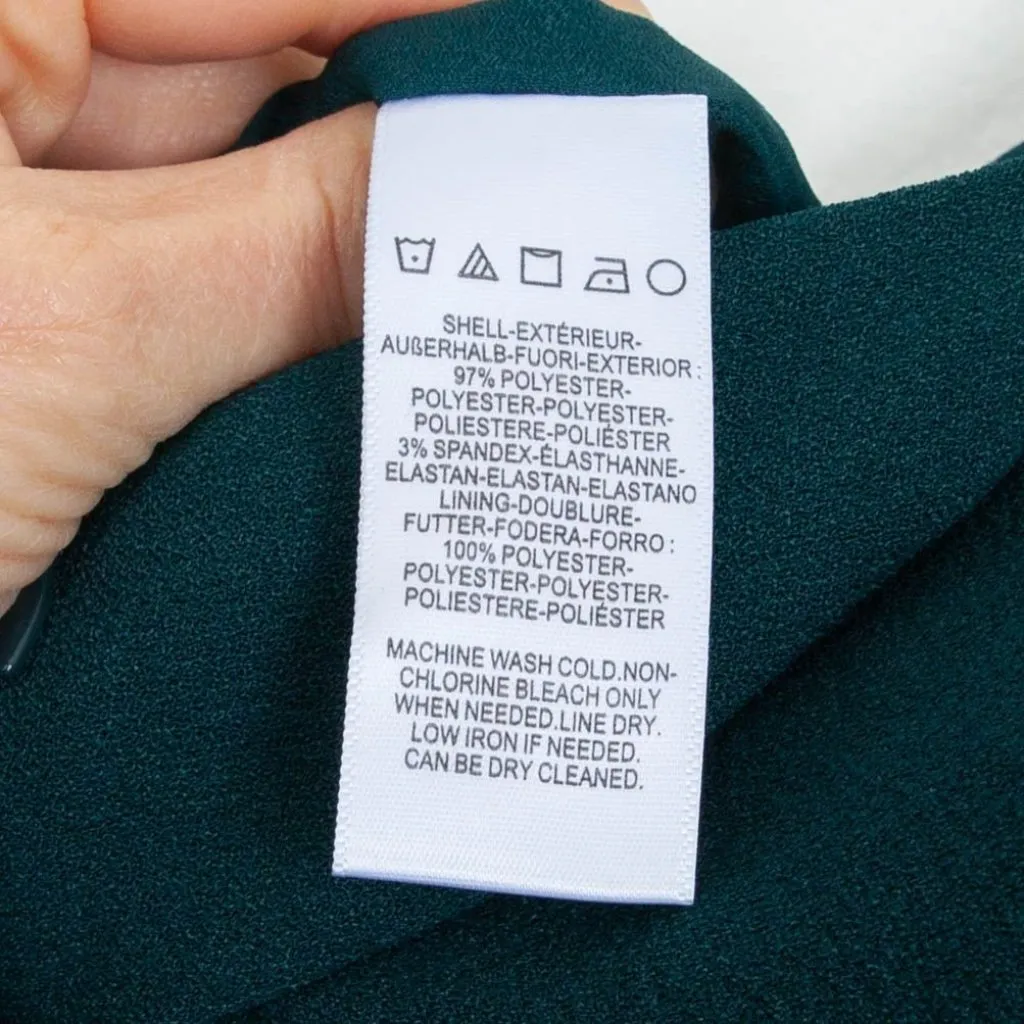 SHELL-EXTÉRIEUR-
AUßERHALB-FUORI-EXTERIOR :
97% POLYESTER-
POLYESTER-POLYESTER-
POLIESTERE-POLIÉSTER
3% SPANDEX-ÉLASTHANNE-
ELASTAN-ELASTAN-ELASTANO
LINING-DOUBLURE-
FUTTER-FODERA-FORRO :
100% POLYESTER-
POLYESTER-POLYESTER-
POLIESTERE-POLIÉSTER
MACHINE WASH COLD.NON-
CHLORINE BLEACH ONLY
WHEN NEEDED.LINE DRY.
LOW IRON IF NEEDED.
CAN BE DRY CLEANED.